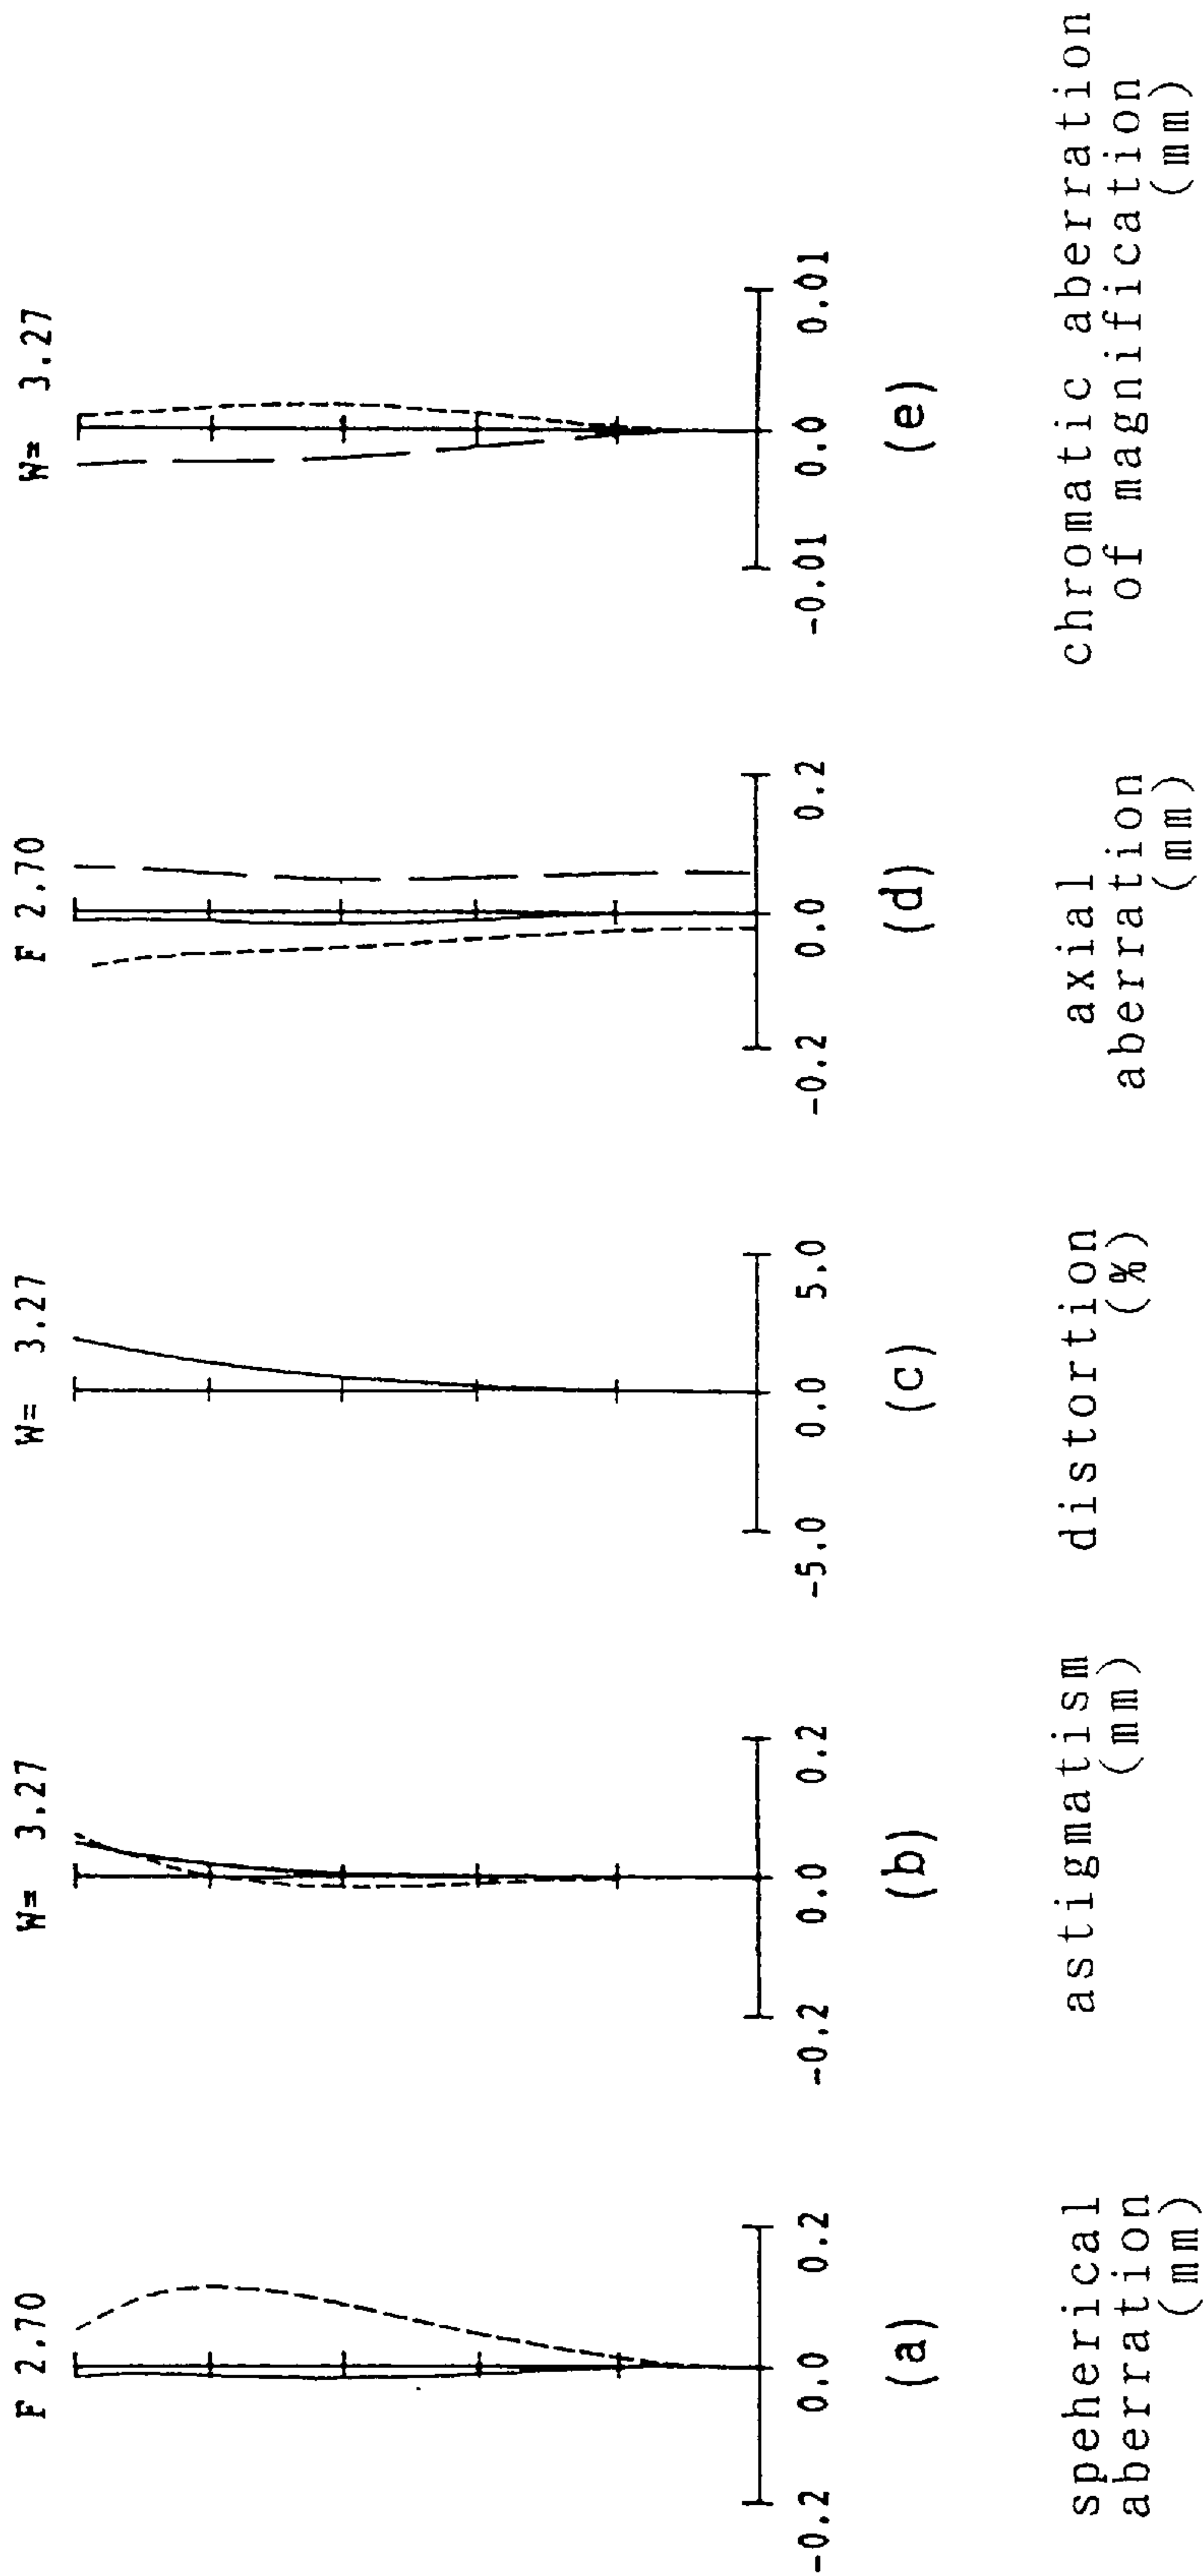 F 2.70
-0.2 0.0 0.2
(a)
speherical
aberration
(mm)
W= 3.27
-0.2 0.0 0.2
(b)
astigmatism
(mm)
W= 3.27
-5.0 0.0 5.0
(c)
distortion
(%)
F 2.70
-0.2 0.0 0.2
(d)
axial
aberration
(mm)
W= 3.27
-0.01 0.0 0.01
(e)
chromatic aberration
of magnification
(mm)